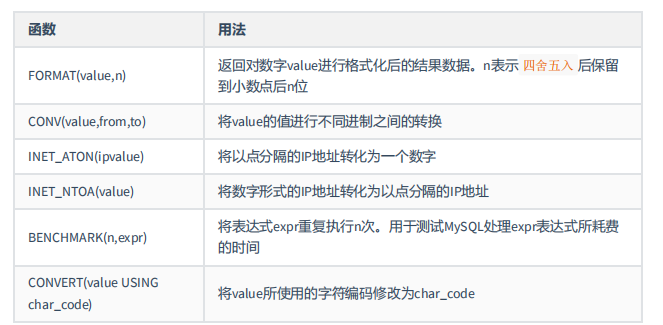 函数 用法
FORMAT(value,n) 返回对数字value进行格式化后的结果数据。n表示 四舍五入 后保留
到小数点后n位
CONV(value,from,to) 将value的值进行不同进制之间的转换
INET_ATON(ipvalue) 将以点分隔的IP地址转化为一个数字
INET_NTOA(value) 将数字形式的IP地址转化为以点分隔的IP地址
BENCHMARK(n,expr) 将表达式expr重复执行n次。用于测试MySQL处理expr表达式所耗费
的时间
CONVERT(value USING
char_code) 将value所使用的字符编码修改为char_code